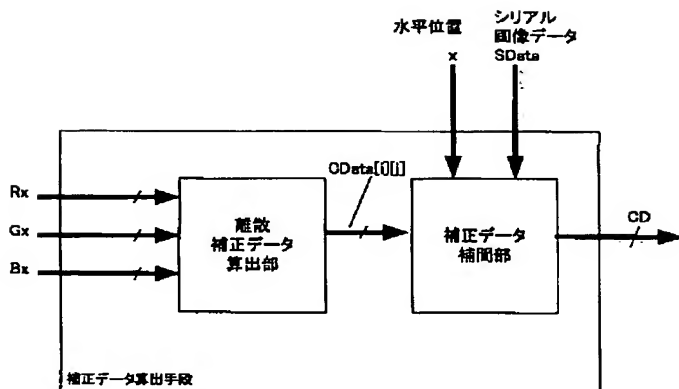 水平位置
x
シリアル
画像データ
SData
Rx
Gx
Bx
離散
補正データ
算出部
CData[i][j]
補正データ
補間部
CD
補正データ算出手段